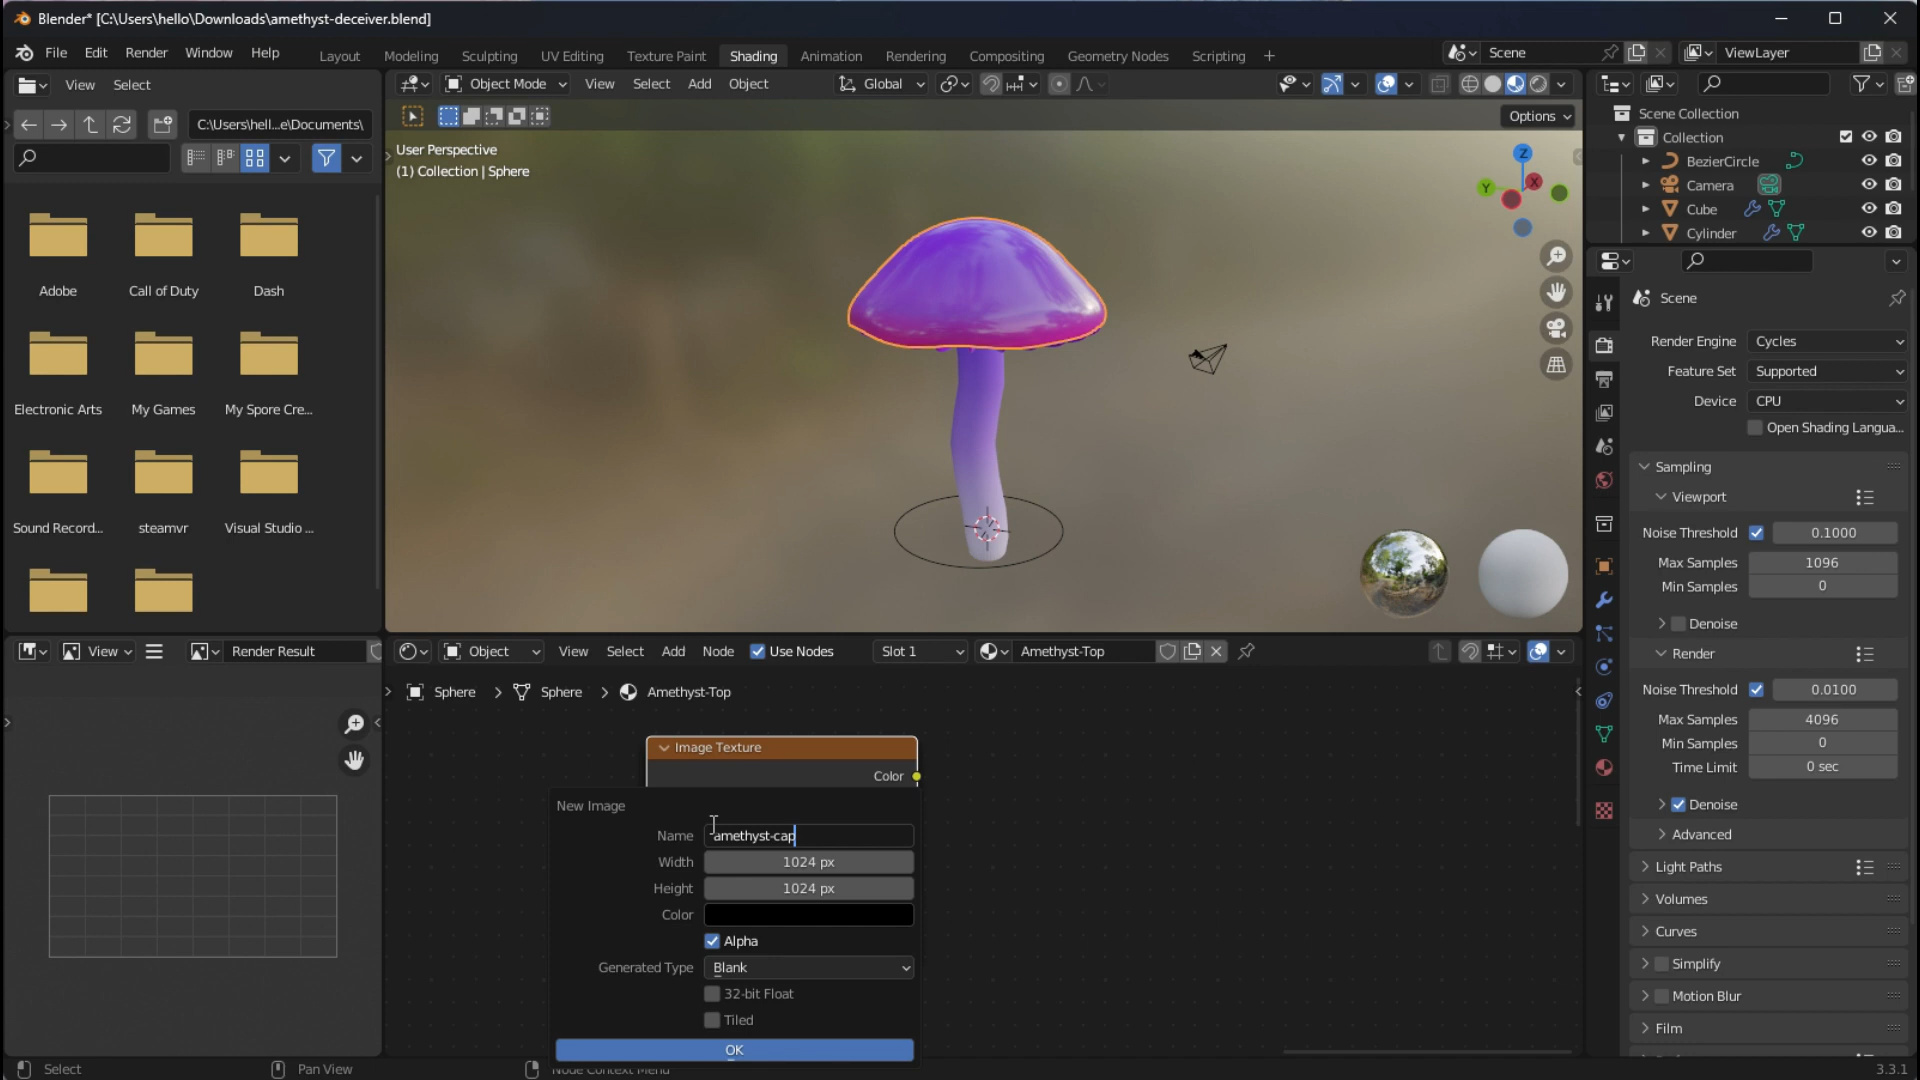 Blender* [C:\Users\hello\Downloads\amethyst-deceiver.blend]
File Edit Render Window Help
Layout Modeling Sculpting UV Editing Texture Paint Shading Animation Rendering Compositing Geometry Nodes Scripting +
Scene
ViewLayer
View Select
Object Mode View Select Add Object
Global
C:\Users\hell...e\Documents\
Options
User Perspective
(1) Collection | Sphere
Z
Y
X
Adobe
Call of Duty
Dash
Electronic Arts
My Games
My Spore Cre...
Sound Record...
steamvr
Visual Studio ...
Scene Collection
Collection
BezierCircle
Camera
Cube
Cylinder
Scene
Render Engine Cycles
Feature Set Supported
Device CPU
Open Shading Langua...
Sampling
Viewport
Noise Threshold 0.1000
Max Samples 1096
Min Samples 0
Denoise
Render
Noise Threshold 0.0100
Max Samples 4096
Min Samples 0
Time Limit 0 sec
Denoise
Advanced
Light Paths
Volumes
Curves
Simplify
Motion Blur
Film
View
Render Result
Object View Select Add Node Use Nodes Slot 1 Amethyst-Top
Sphere > Sphere > Amethyst-Top
Image Texture
Color
New Image
Name amethyst-cap
Width 1024 px
Height 1024 px
Color
Alpha
Generated Type Blank
32-bit Float
Tiled
OK
Select
Pan View
Node Context Menu
3.3.1